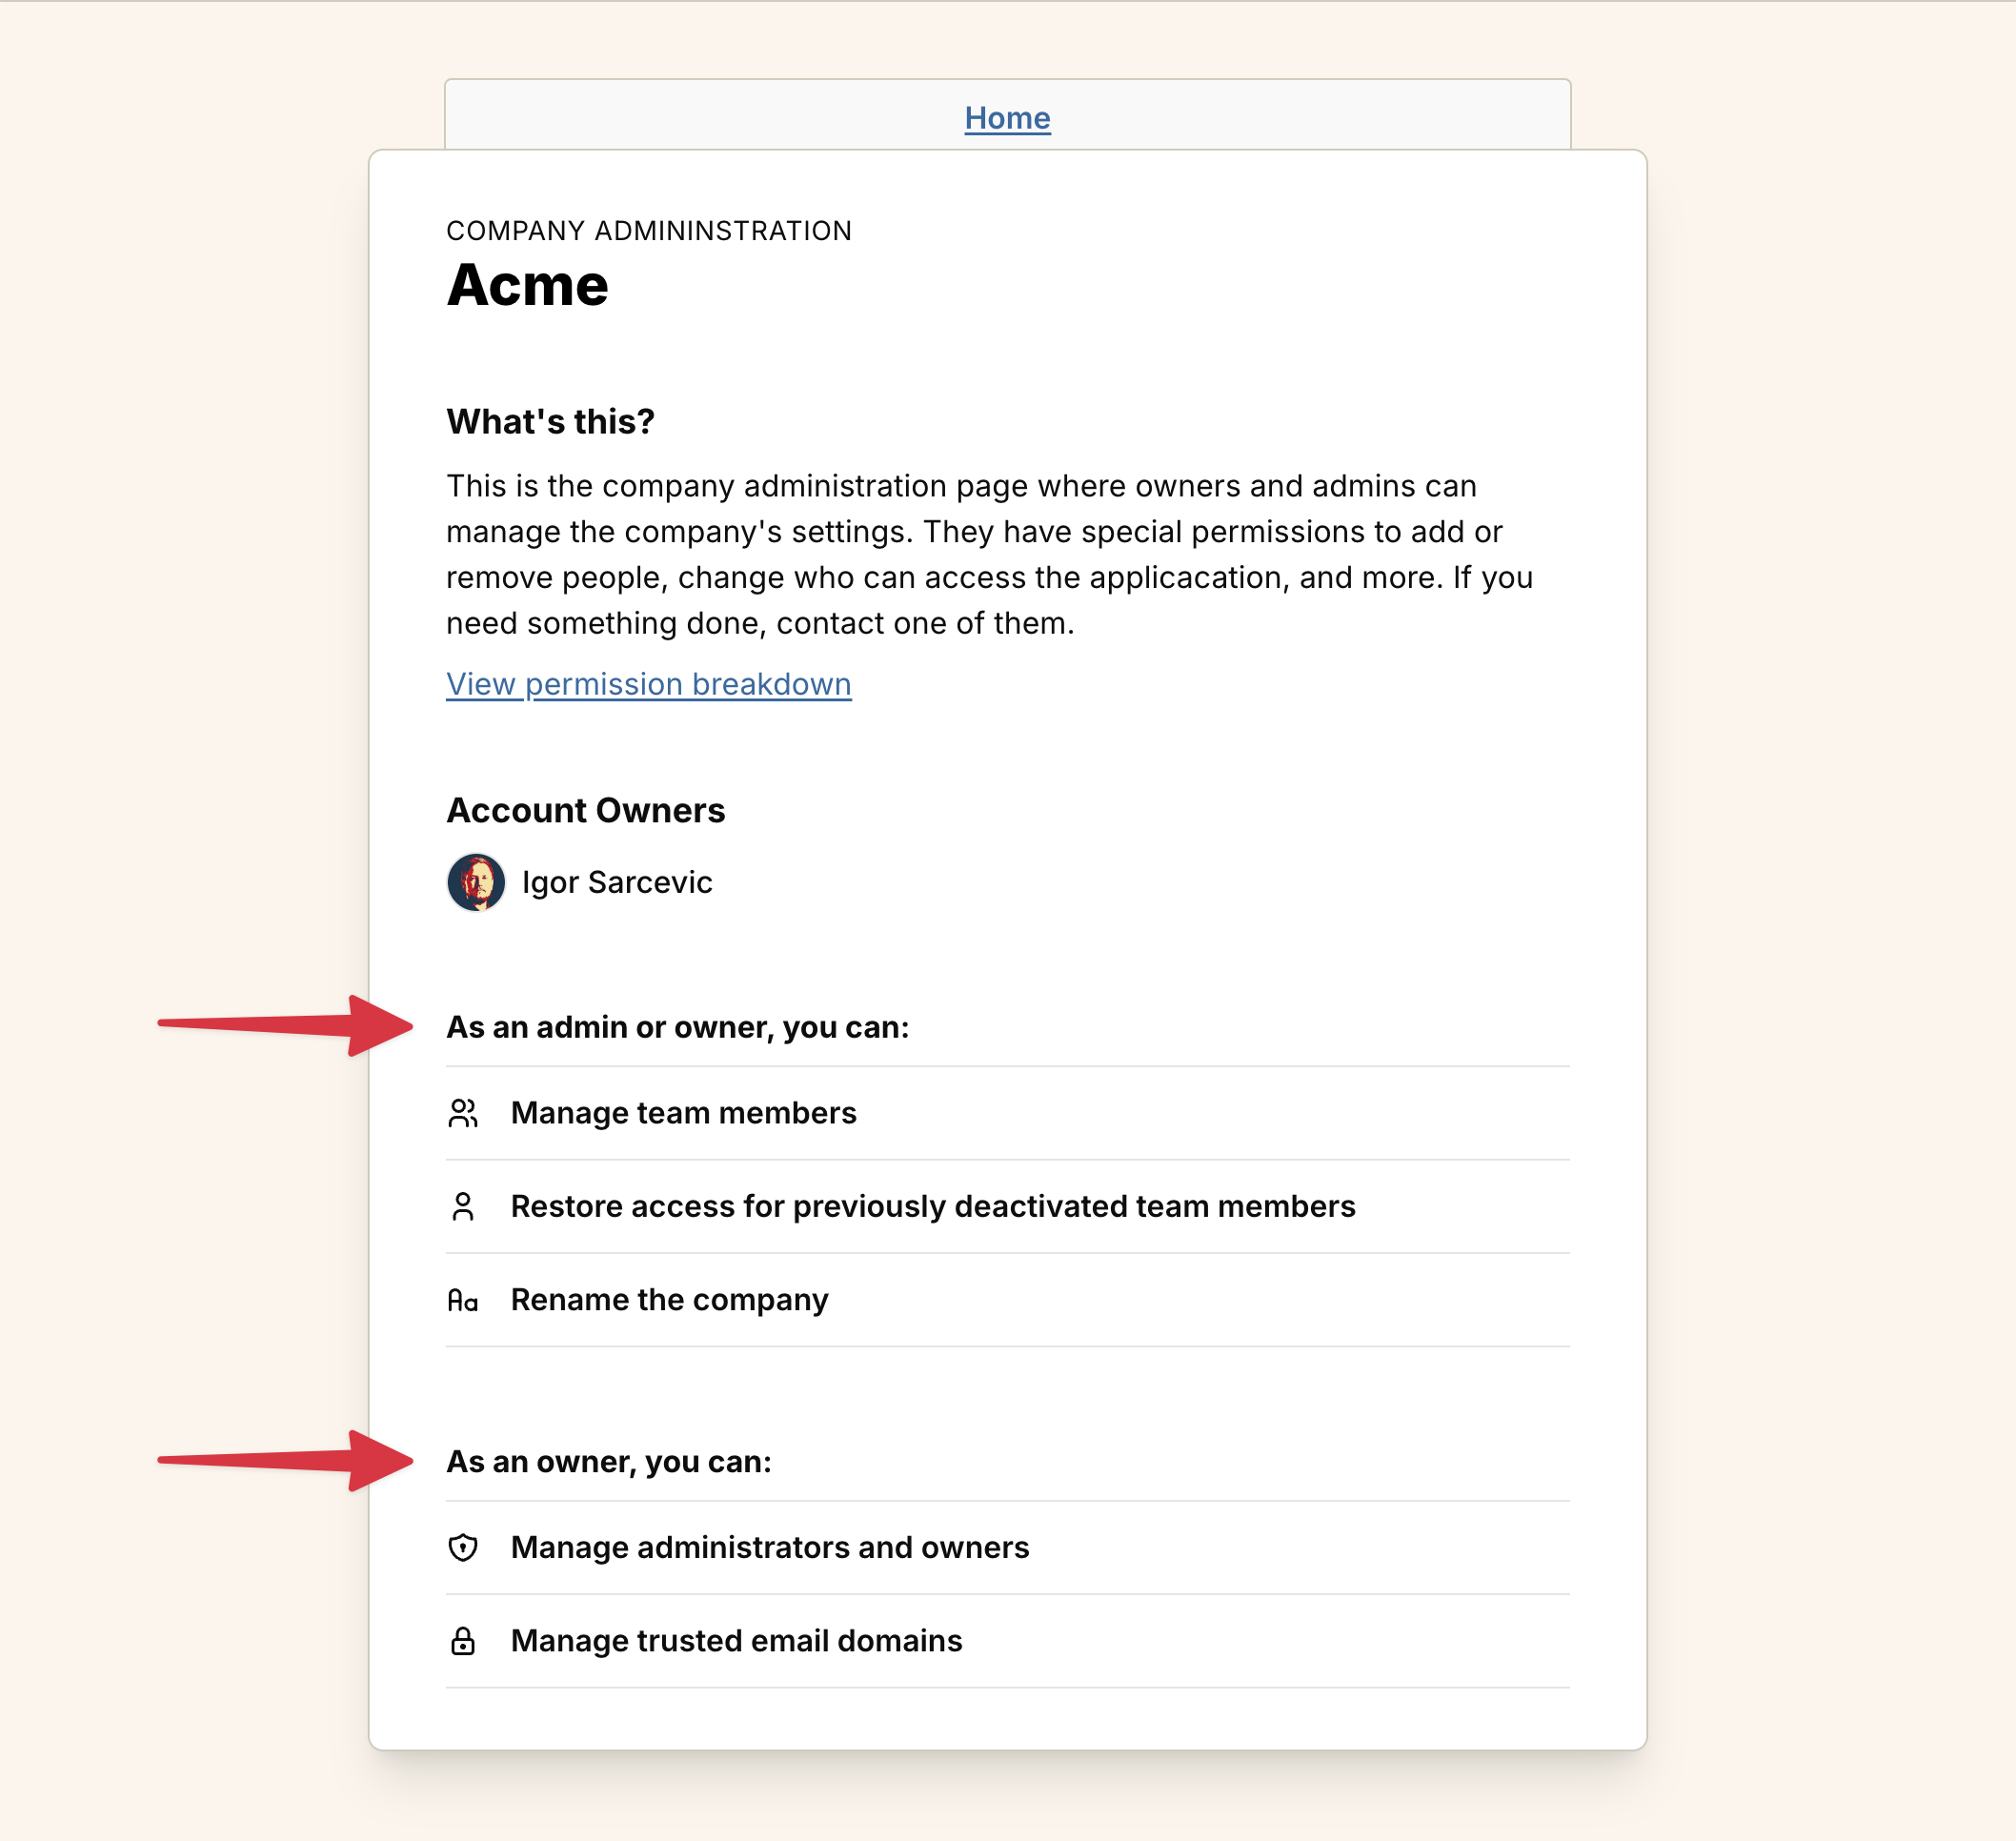 Home
COMPANY ADMININSTRATION
Acme
What's this?
This is the company administration page where owners and admins can
manage the company's settings. They have special permissions to add or
remove people, change who can access the applicacation, and more. If you
need something done, contact one of them.
View permission breakdown
Account Owners
Igor Sarcevic
As an admin or owner, you can:
Manage team members
Restore access for previously deactivated team members
Aa Rename the company
As an owner, you can:
Manage administrators and owners
Manage trusted email domains